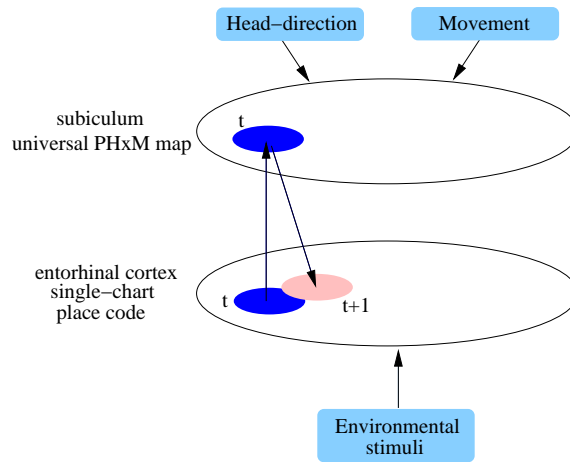 Head−direction
Movement
subiculum
universal PHxM map
t
entorhinal cortex
single−chart
place code
t
t+1
Environmental
stimuli